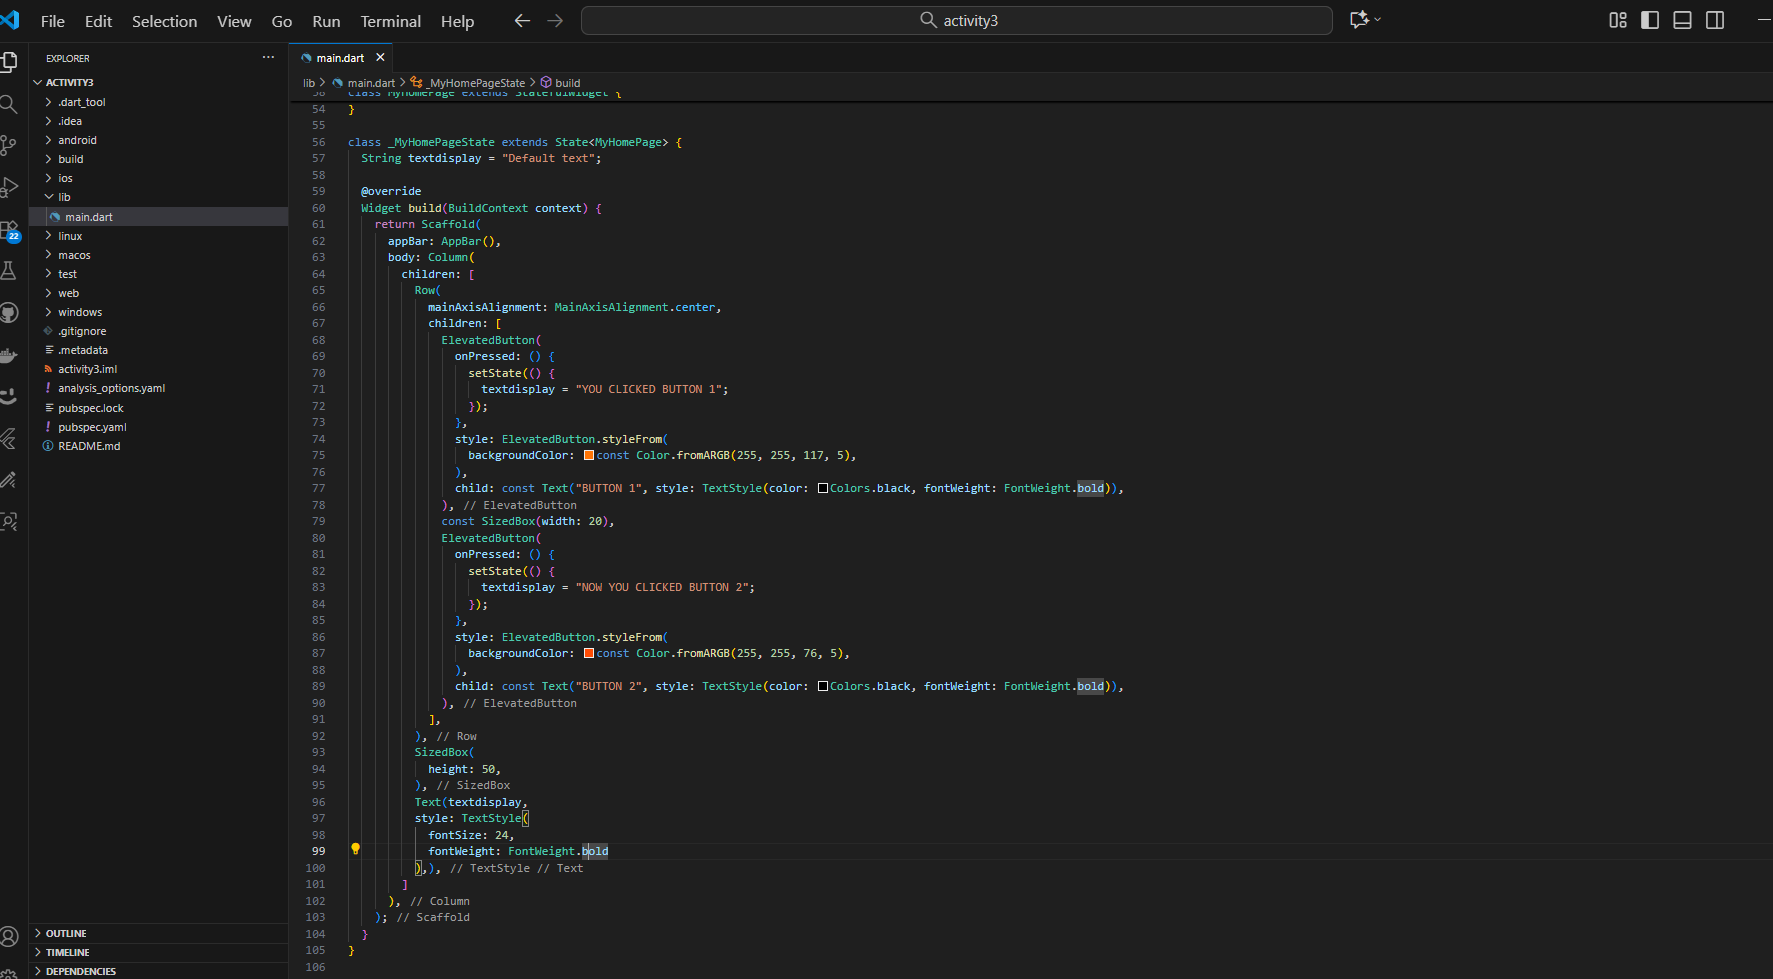 File Edit Selection View Go Run Terminal Help
activity3
EXPLORER
ACTIVITY3
.dart_tool
.idea
android
build
ios
lib
main.dart
linux
macos
test
web
windows
.gitignore
.metadata
activity3.iml
analysis_options.yaml
pubspec.lock
pubspec.yaml
README.md
22
OUTLINE
TIMELINE
DEPENDENCIES
main.dart
lib > main.dart > _MyHomePageState > build
class MyHomePage extends StatefulWidget {
54 }
55
56 class _MyHomePageState extends State<MyHomePage> {
57 String textdisplay = "Default text";
58
59 @override
60 Widget build(BuildContext context) {
61 return Scaffold(
62 appBar: AppBar(),
63 body: Column(
64 children: [
65 Row(
66 mainAxisAlignment: MainAxisAlignment.center,
67 children: [
68 ElevatedButton(
69 onPressed: () {
70 setState(() {
71 textdisplay = "YOU CLICKED BUTTON 1";
72 });
73 },
74 style: ElevatedButton.styleFrom(
75 backgroundColor: const Color.fromARGB(255, 255, 117, 5),
76 ),
77 child: const Text("BUTTON 1", style: TextStyle(color: Colors.black, fontWeight: FontWeight.bold)),
78 ), // ElevatedButton
79 const SizedBox(width: 20),
80 ElevatedButton(
81 onPressed: () {
82 setState(() {
83 textdisplay = "NOW YOU CLICKED BUTTON 2";
84 });
85 },
86 style: ElevatedButton.styleFrom(
87 backgroundColor: const Color.fromARGB(255, 255, 76, 5),
88 ),
89 child: const Text("BUTTON 2", style: TextStyle(color: Colors.black, fontWeight: FontWeight.bold)),
90 ), // ElevatedButton
91 ],
92 ), // Row
93 SizedBox(
94 height: 50,
95 ), // SizedBox
96 Text(textdisplay,
97 style: TextStyle(
98 fontSize: 24,
99 fontWeight: FontWeight.bold
100 ),), // TextStyle // Text
101 ]
102 ), // Column
103 ); // Scaffold
104 }
105 }
106